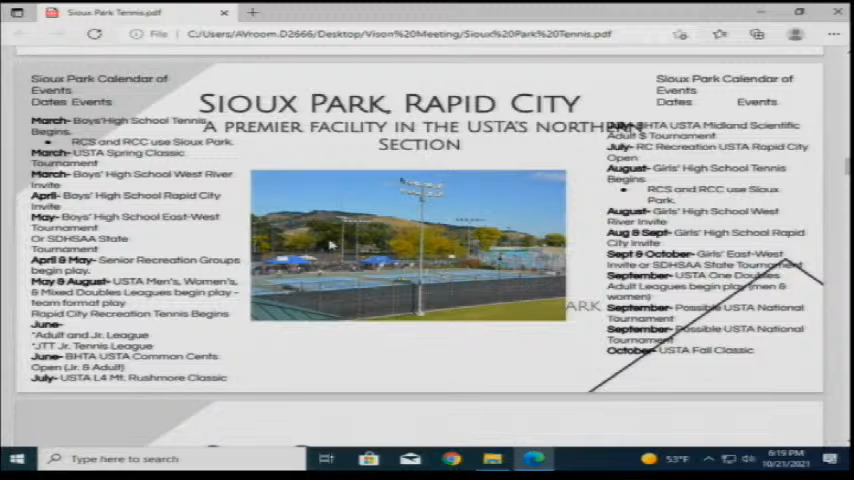 Sioux Park Tennis.pdf
File
C:/Users/AVroom.D2666/Desktop/Vison%20Meeting/Sioux%20Park%20Tennis.pdf
Sioux Park Calendar of
Events
Dates Events
March- Boys'High School Tennis
Begins.
RCS and RCC use Sioux Park.
March- USTA Spring Classic
Tournament
March- Boys' High School West River
Invite
April- Boys' High School Rapid City
Invite
May- Boys' High School East-West
Tournament
Or SDHSAA State
Tournament
April & May- Senior Recreation Groups
begin play.
May & August- USTA Men's, Women's,
& Mixed Doubles Leagues begin play -
team format play
Rapid City Recreation Tennis Begins
June-
*Adult and Jr. League
*JTT Jr. Tennis League
June- BHTA USTA Common Cents
Open (Jr. & Adult)
July- USTA L4 Mt. Rushmore Classic
Sioux Park, Rapid City
A premier facility in the USTA's Northern
Section
ARK
Sioux Park Calendar of
Events
Dates Events
July- BHTA USTA Midland Scientific
Adult $ Tournament
July- RC Recreation USTA Rapid City
Open
August- Girls' High School Tennis
Begins
RCS and RCC use Sioux
Park.
August- Girls' High School West
River Invite
Aug & Sept- Girls' High School Rapid
City Invite
Sept & October- Girls' East-West
Invite or SDHSAA State Tournament
September- USTA One Doubles
Adult Leagues begin play (men &
women)
September- Possible USTA National
Tournament
September- Possible USTA National
Tournament
October- USTA Fall Classic
Type here to search
53°F
6:19 PM
10/21/2021